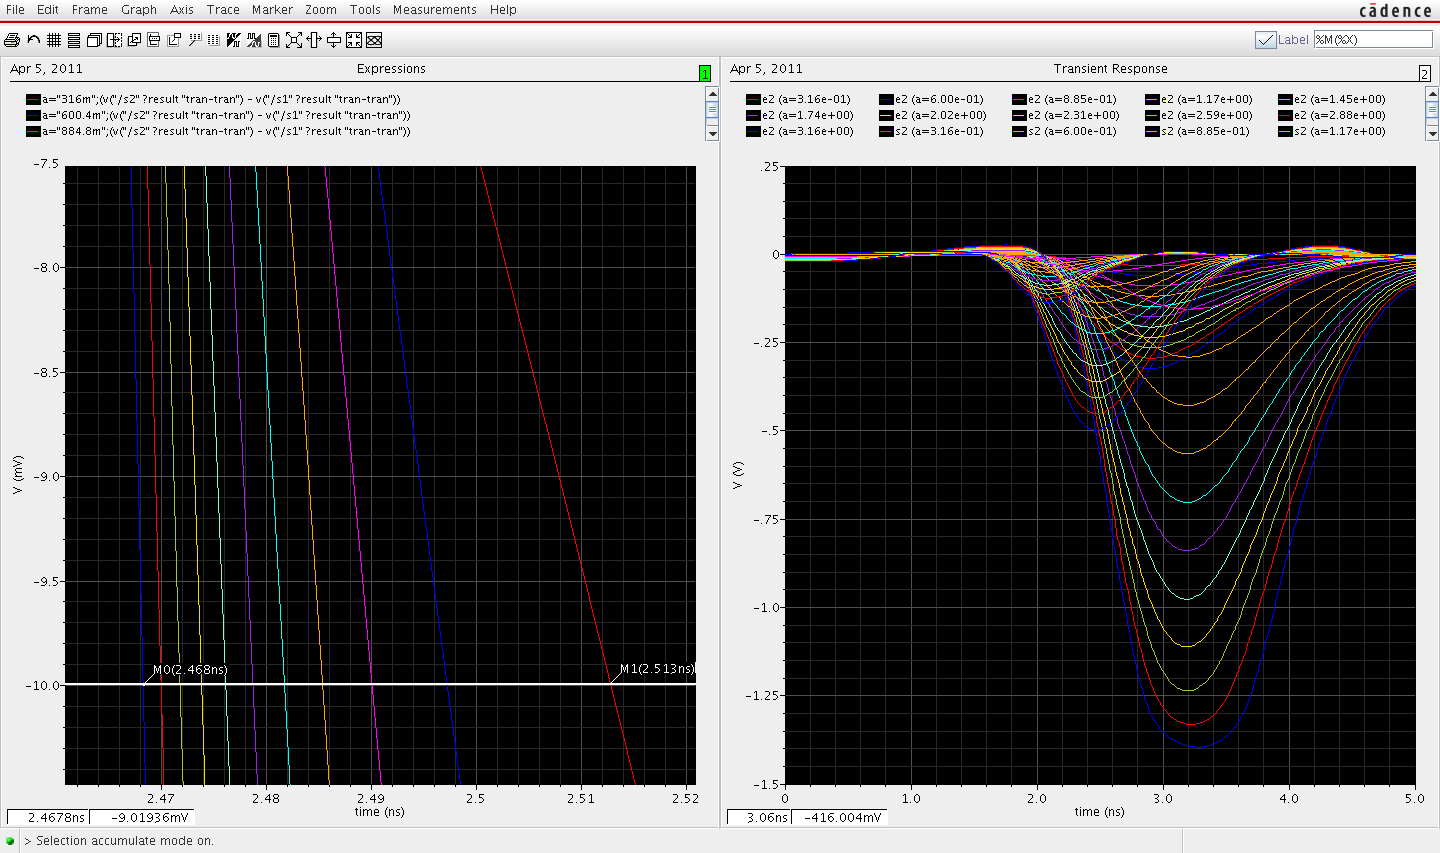 File Edit Frame Graph Axis Trace Marker Zoom Tools Measurements Help
cādence
Label %M(%X)
Apr 5, 2011 Expressions 1
a="316m";(v("/s2" ?result "tran-tran") - v("/s1" ?result "tran-tran"))
a="600.4m";(v("/s2" ?result "tran-tran") - v("/s1" ?result "tran-tran"))
a="884.8m";(v("/s2" ?result "tran-tran") - v("/s1" ?result "tran-tran"))
-7.5
-8.0
-8.5
-9.0
-9.5
-10.0
V (mV)
M0(2.468ns)
M1(2.513ns)
2.47 2.48 2.49 2.5 2.51 2.52
time (ns)
2.4678ns -9.01936mV
Apr 5, 2011 Transient Response 2
e2 (a=3.16e-01) e2 (a=6.00e-01) e2 (a=8.85e-01) e2 (a=1.17e+00) e2 (a=1.45e+00)
e2 (a=1.74e+00) e2 (a=2.02e+00) e2 (a=2.31e+00) e2 (a=2.59e+00) e2 (a=2.88e+00)
e2 (a=3.16e+00) s2 (a=3.16e-01) s2 (a=6.00e-01) s2 (a=8.85e-01) s2 (a=1.17e+00)
.25
0
-.25
-.5
-.75
-1.0
-1.25
-1.5
V (V)
0 1.0 2.0 3.0 4.0 5.0
time (ns)
3.06ns -416.004mV
> Selection accumulate mode on.